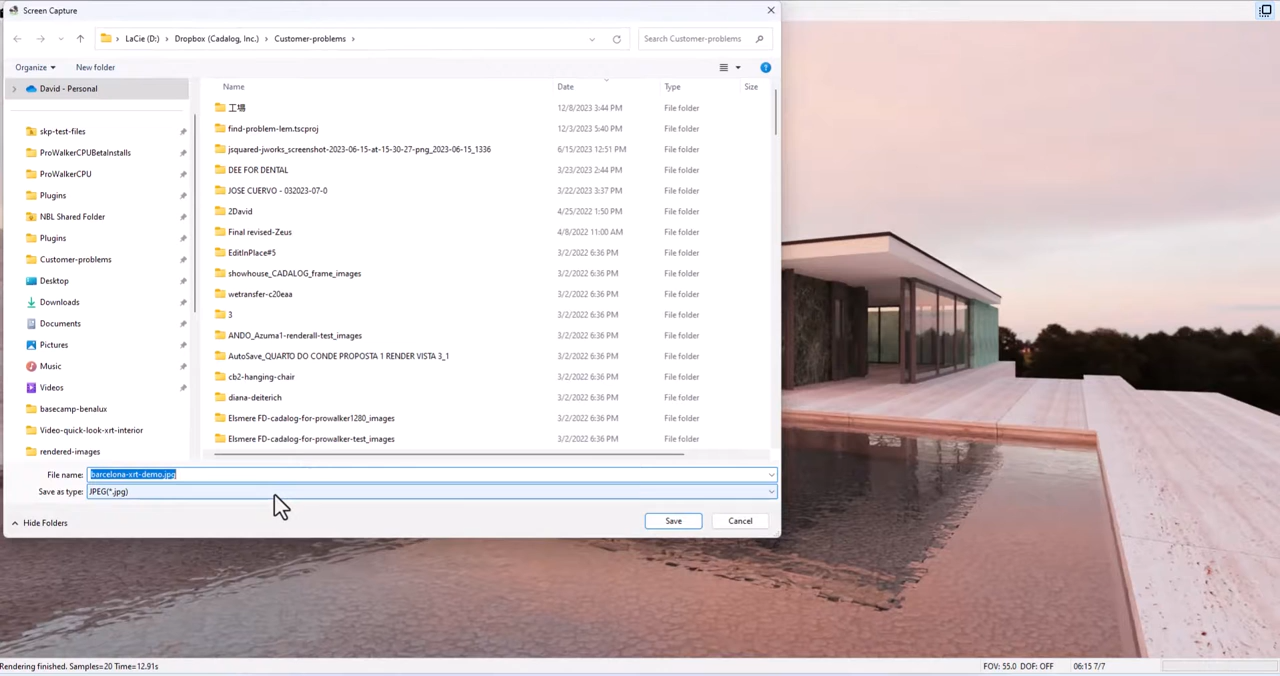 Screen Capture
LaCie (D:) > Dropbox (Cadalog, Inc.) > Customer-problems >
Search Customer-problems
Organize
New folder
David - Personal
skp-test-files
ProWalkerCPUBetaInstalls
ProWalkerCPU
Plugins
NBL Shared Folder
Plugins
Customer-problems
Desktop
Downloads
Documents
Pictures
Music
Videos
basecamp-benalux
Video-quick-look-xrt-interior
rendered-images
Name Date Type Size
工場 12/8/2023 3:44 PM File folder
find-problem-lem.tscproj 12/3/2023 5:40 PM File folder
jsquared-jworks_screenshot-2023-06-15-at-15-30-27-png_2023-06-15_1336 6/15/2023 12:51 PM File folder
DEE FOR DENTAL 3/23/2023 2:44 PM File folder
JOSE CUERVO - 032023-07-0 3/22/2023 3:37 PM File folder
2David 4/25/2022 1:50 PM File folder
Final revised-Zeus 4/8/2022 11:00 AM File folder
EditInPlace#5 3/2/2022 6:36 PM File folder
showhouse_CADALOG_frame_images 3/2/2022 6:36 PM File folder
wetransfer-c20eaa 3/2/2022 6:36 PM File folder
3 3/2/2022 6:36 PM File folder
ANDO_Azuma1-renderall-test_images 3/2/2022 6:36 PM File folder
AutoSave_QUARTO DO CONDE PROPOSTA 1 RENDER VISTA 3_1 3/2/2022 6:36 PM File folder
cb2-hanging-chair 3/2/2022 6:36 PM File folder
diana-deiterich 3/2/2022 6:36 PM File folder
Elsmere FD-cadalog-for-prowalker1280_images 3/2/2022 6:36 PM File folder
Elsmere FD-cadalog-for-prowalker-test_images 3/2/2022 6:36 PM File folder
File name: barcelona-xrt-demo.jpg
Save as type: JPEG(*.jpg)
Hide Folders
Save
Cancel
Rendering finished. Samples=20 Time=12.91s
FOV: 55.0 DOF: OFF
06:15 7/7